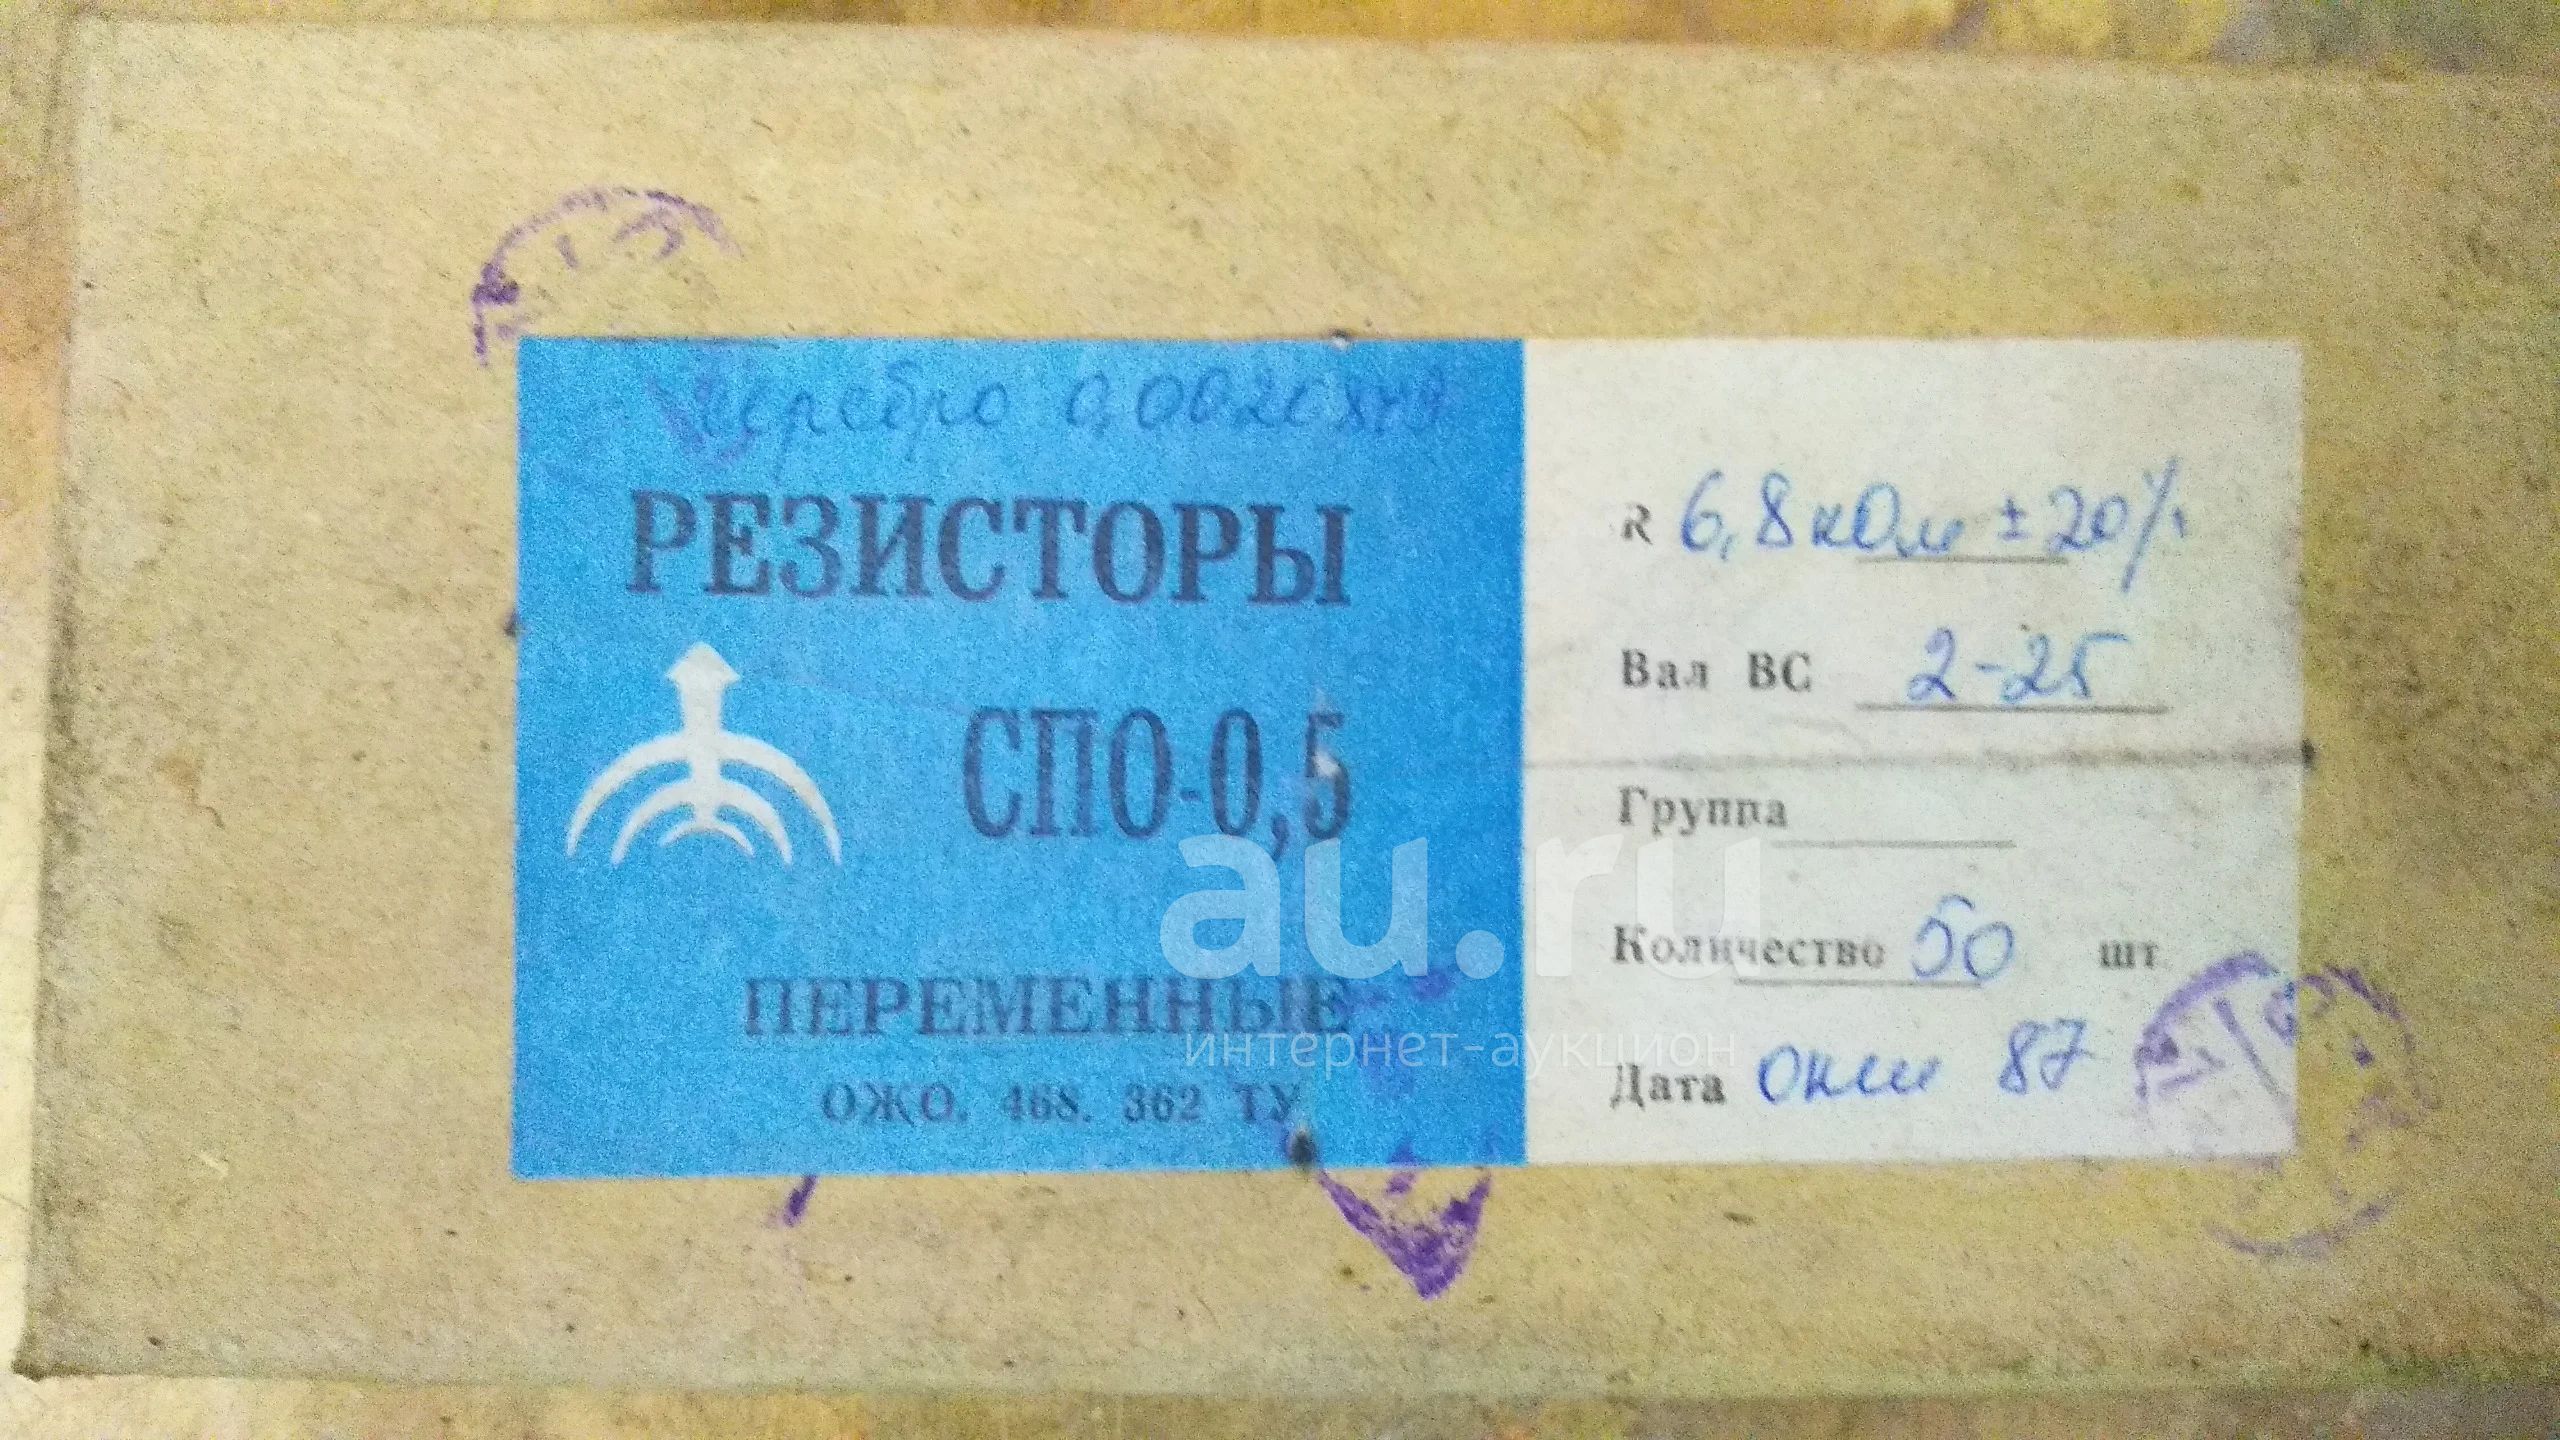 серебро
РЕЗИСТОРЫ
СПО-0,5
ПЕРЕМЕННЫЕ
ОЖО. 468. 362 ТУ
R 6,8 кОм ±20%
Вал ВС 2-25
Группа
Количество 50 шт.
Дата 87
au.ru
интернет-аукцион